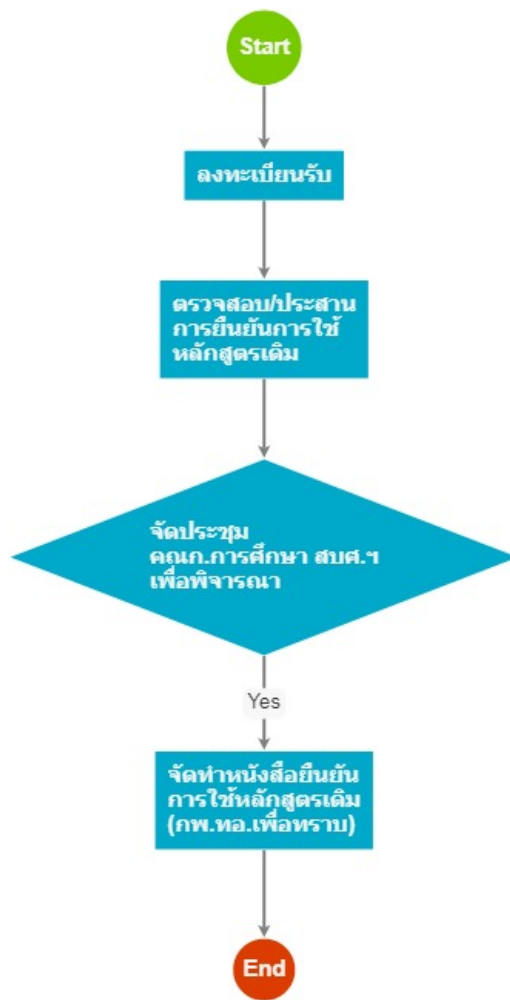 Start
ลงทะเบียนรับ
ตรวจสอบ/ประสาน
การยืนยันการใช้
หลักสูตรเดิม
จัดประชุม
คณก.การศึกษา สบศ.ฯ
เพื่อพิจารณา
Yes
จัดทำหนังสือยืนยัน
การใช้หลักสูตรเดิม
(กพ.ทอ.เพื่อทราบ)
End